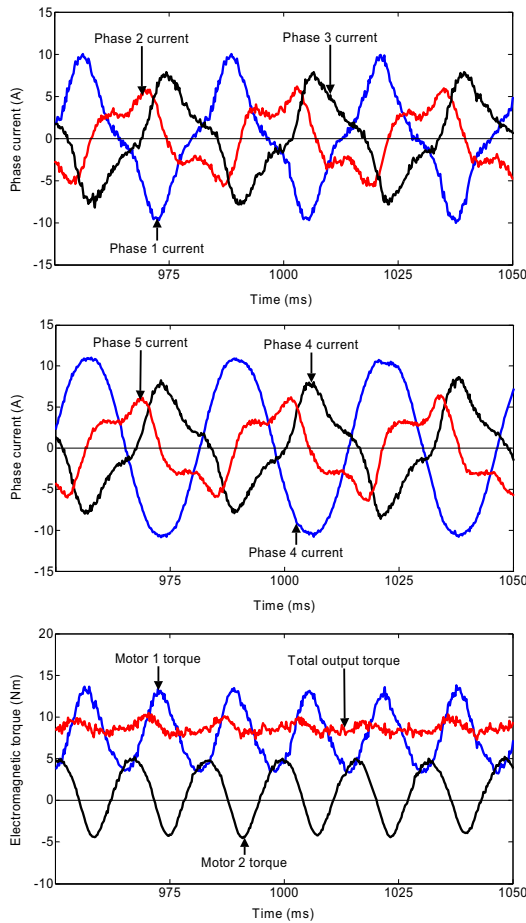 15
10
5
0
-5
-10
15
Phase current (A)
Phase 2 current
Phase 3 current
Phase 1 current
975
1000
1025
1050
Time (ms)
15
10
5
0
-5
-10
-15
Phase current (A)
Phase 5 current
Phase 4 current
Phase 4 current
975
1000
1025
1050
Time (ms)
20
15
10
5
0
-5
-10
Electromagnetic torque (Nm)
Motor 1 torque
Total output torque
Motor 2 torque
975
1000
1025
1050
Time (ms)